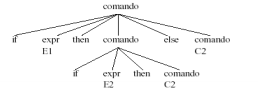 comando
if expr then comando else comando
E1 C2
if expr then comando
E2 C2